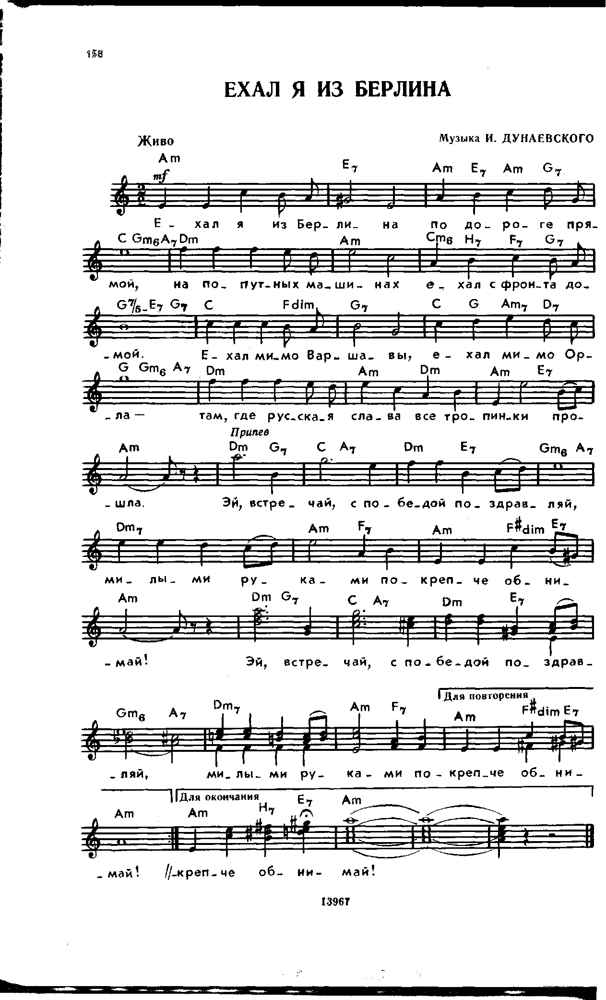 158
ЕХАЛ Я ИЗ БЕРЛИНА
Живо
Музыка И. ДУНАЕВСКОГО
Am E7 Am E7 Am G7
mf
Е - хал я из Бер - ли - на по до - ро - ге пря -
C Gm6 A7 Dm Am Cm6 H7 F7 G7
мой, на по - пут - ных ма - ши - нах е - хал с фрон - та до -
G7/5- E7 G7 C Fdim G7 C G Am7 D7
- мой. Е - хал ми - мо Вар - ша - вы, е - хал ми - мо Ор -
G Gm6 A7 Dm Am Dm Am E7
- ла — там, где рус - ска - я сла - ва все тро - пин - ки про -
Припев
Am Dm G7 C A7 Dm E7 Gm6 A7
- шла. Эй, встре - чай, с по - бе - дой по - здрав - ляй,
Dm7 Am F7 Am F#dim E7
ми - лы - ми ру - ка - ми по - креп - че об - ни -
Am Dm G7 C A7 Dm E7
- май! Эй, встре - чай, с по - бе - дой по - здрав -
Для повторения
Gm6 A7 Dm7 Am F7 Am F#dim E7
- ляй, ми - лы - ми ру - ка - ми по - креп - че об - ни -
Для окончания
Am Am H7 E7 Am
- май! //-креп - че об - ни - май!
13967